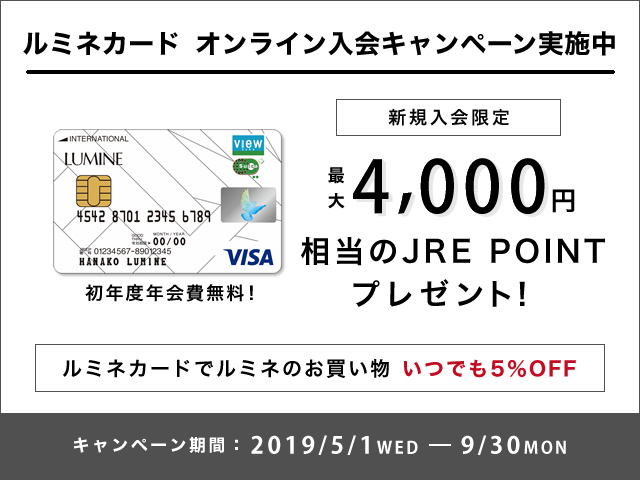 ルミネカード オンライン入会キャンペーン実施中
INTERNATIONAL
LUMINE
VIEW
Suica
4542 8701 2345 6789
GOOD THRU
MONTH / YEAR
00/00
01234567-89012345
HANAKO LUMINE
VISA
初年度年会費無料！
新規入会限定
最大 4,000円
相当のJRE POINT
プレゼント！
ルミネカードでルミネのお買い物 いつでも5%OFF
キャンペーン期間：2019/5/1WED — 9/30MON